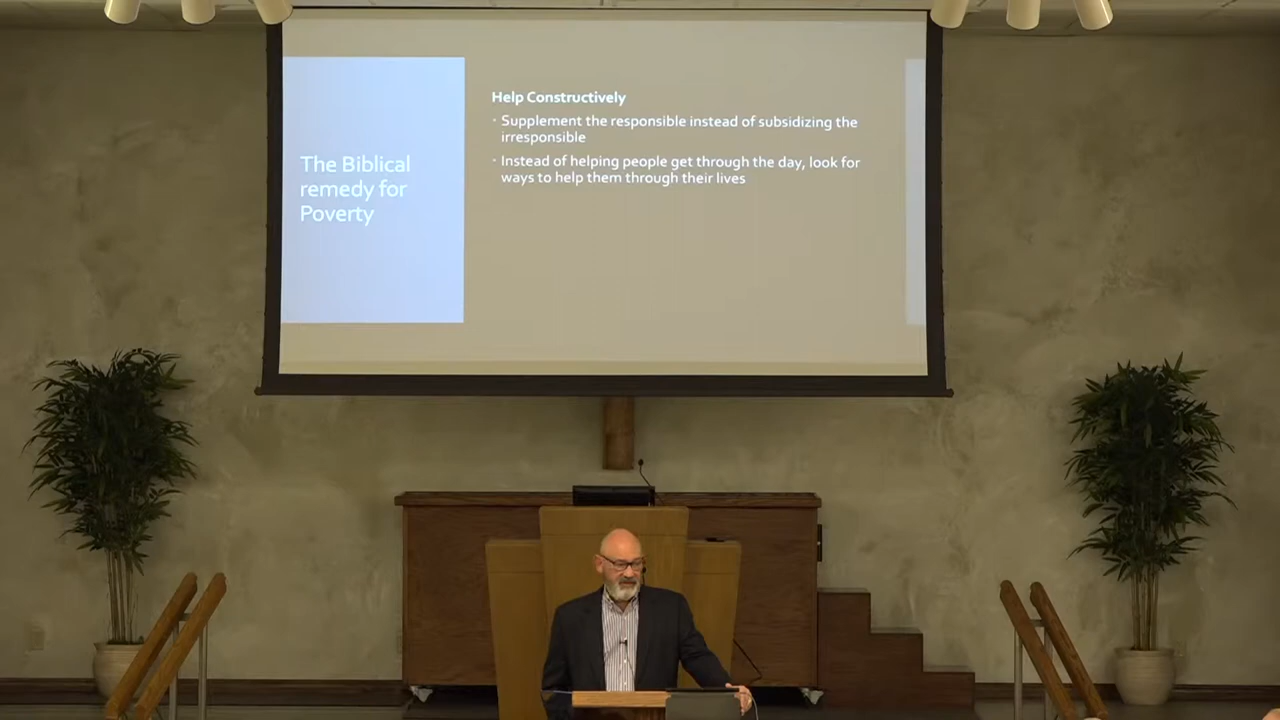 The Biblical
remedy for
Poverty
Help Constructively
• Supplement the responsible instead of subsidizing the
irresponsible
• Instead of helping people get through the day, look for
ways to help them through their lives